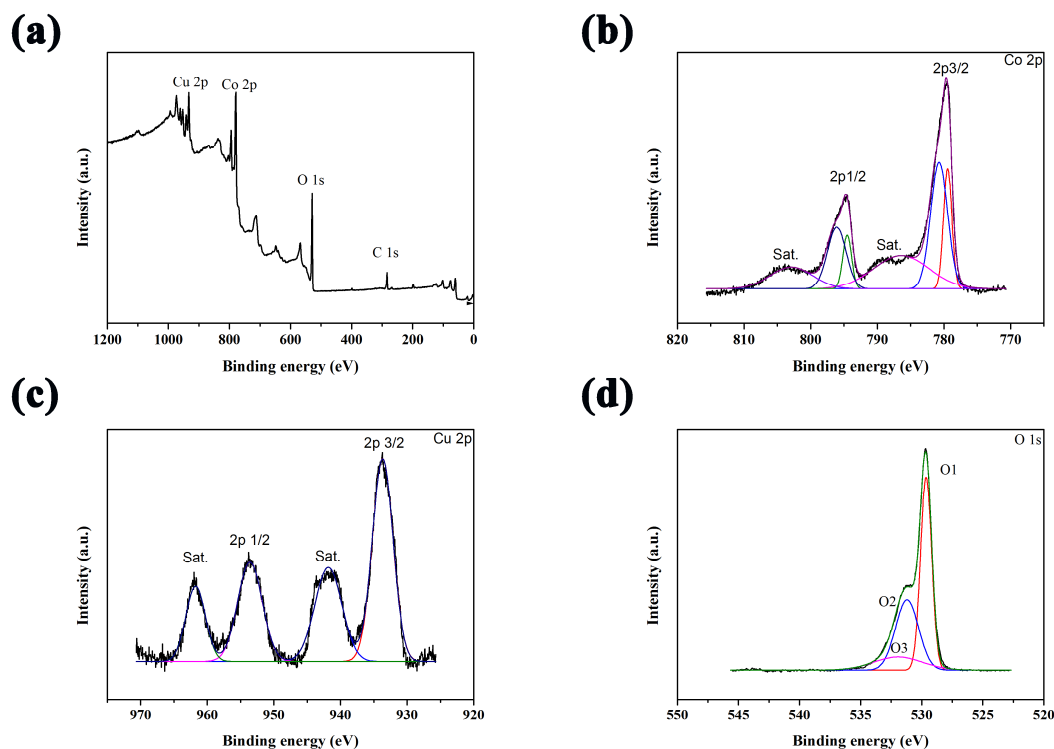 (a)
Cu 2p
Co 2p
O 1s
C 1s
Intensity (a.u.)
1200 1000 800 600 400 200 0
Binding energy (eV)
(b)
Co 2p
2p3/2
2p1/2
Sat.
Sat.
Intensity (a.u.)
820 810 800 790 780 770
Binding energy (eV)
(c)
Cu 2p
2p 3/2
2p 1/2
Sat.
Sat.
Intensity (a.u.)
970 960 950 940 930 920
Binding energy (eV)
(d)
O 1s
O1
O2
O3
Intensity (a.u.)
550 545 540 535 530 525 520
Binding energy (eV)